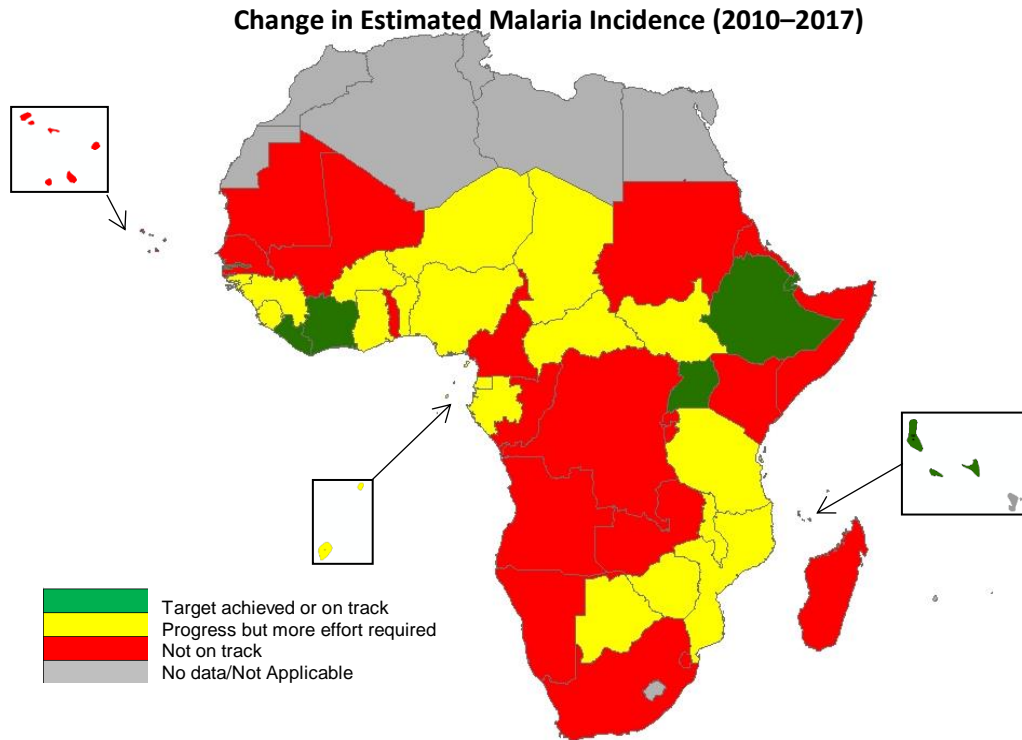 Change in Estimated Malaria Incidence (2010–2017)
Target achieved or on track
Progress but more effort required
Not on track
No data/Not Applicable